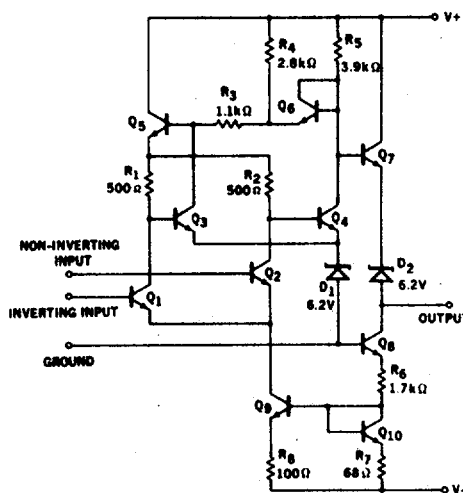 V+
R4
2.8kΩ
R5
3.9kΩ
R3
1.1kΩ
Q6
Q5
Q7
R1
500Ω
R2
500Ω
Q3
Q4
NON-INVERTING
INPUT
Q2
D1
6.2V
D2
6.2V
Q1
INVERTING INPUT
OUTPUT
GROUND
Q8
R6
1.7kΩ
Q9
Q10
R8
100Ω
R7
68Ω
V-